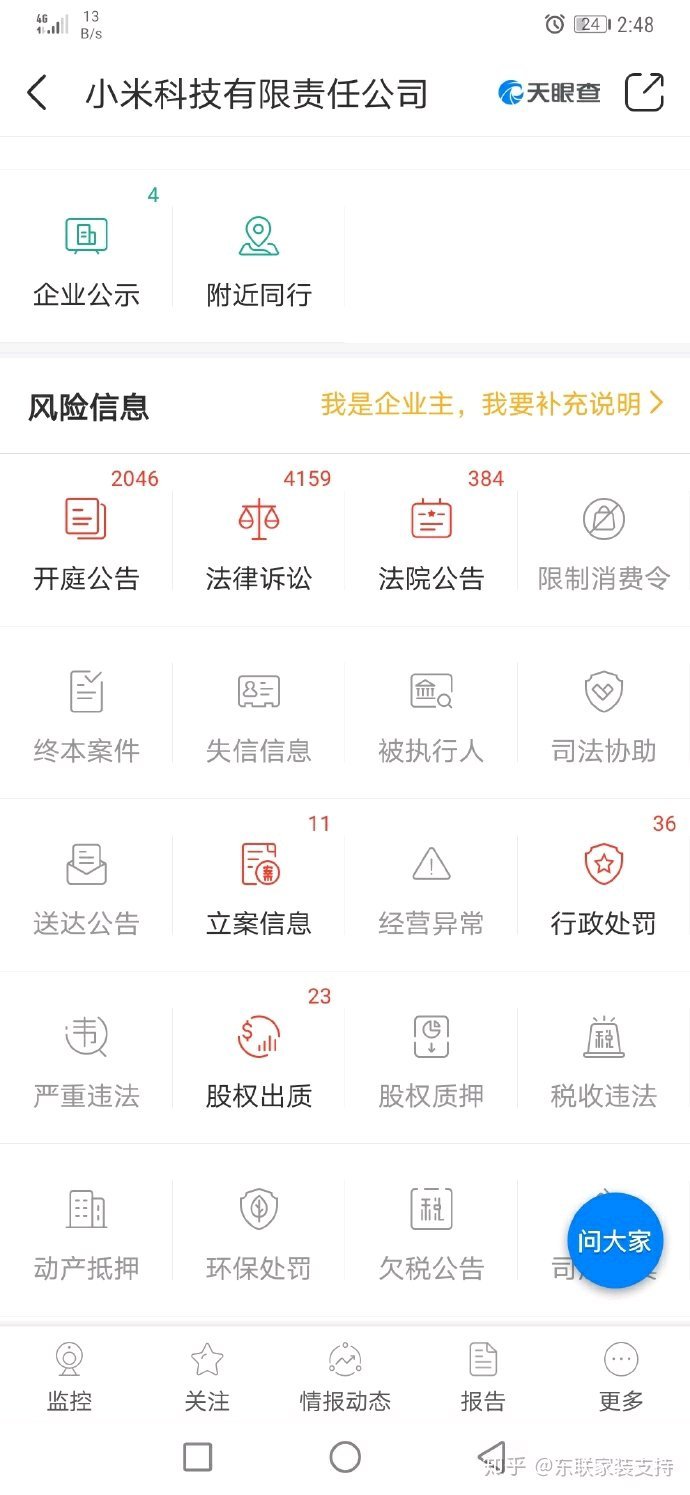 4G 13 B/s 24 2:48
小米科技有限责任公司 天眼查
4
企业公示 附近同行
风险信息 我是企业主，我要补充说明
2046 4159 384
开庭公告 法律诉讼 法院公告 限制消费令
终本案件 失信信息 被执行人 司法协助
11 36
送达公告 立案信息 经营异常 行政处罚
23
严重违法 股权出质 股权质押 税收违法
动产抵押 环保处罚 欠税公告 司
问大家
监控 关注 情报动态 报告 更多
知乎 @东联家装支持